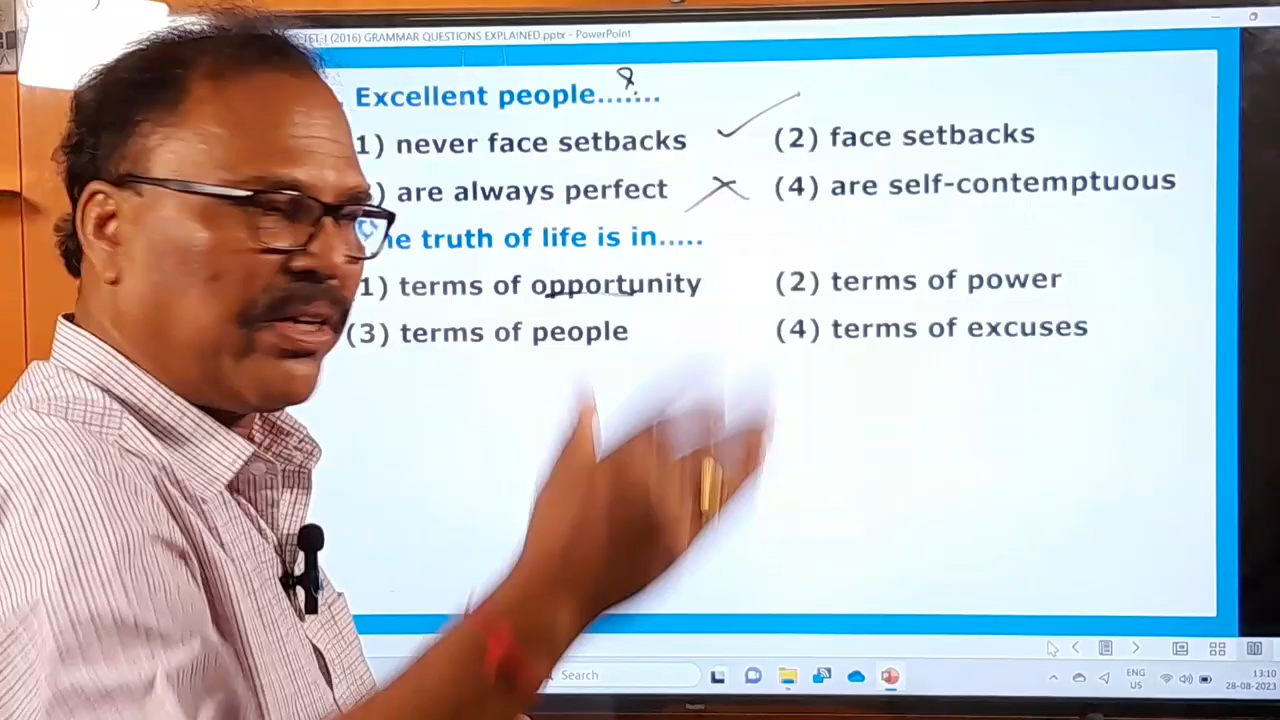 (2016) GRAMMAR QUESTIONS EXPLAINED.pptx - PowerPoint
Excellent people.......
1) never face setbacks (2) face setbacks
) are always perfect (4) are self-contemptuous
he truth of life is in.....
1) terms of opportunity (2) terms of power
(3) terms of people (4) terms of excuses
Search
ENG
US
13:10
28-08-2023